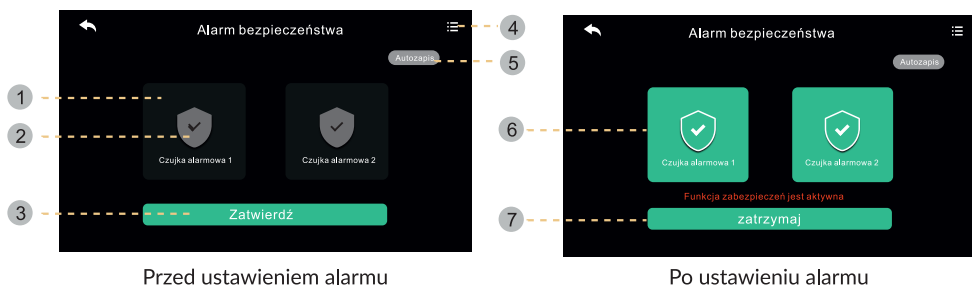 Alarm bezpieczeństwa
4
Autozapis
5
1
2
Czujka alarmowa 1
Czujka alarmowa 2
3
Zatwierdź
Przed ustawieniem alarmu
Alarm bezpieczeństwa
Autozapis
6
Czujka alarmowa 1
Czujka alarmowa 2
Funkcja zabezpieczeń jest aktywna
7
zatrzymaj
Po ustawieniu alarmu